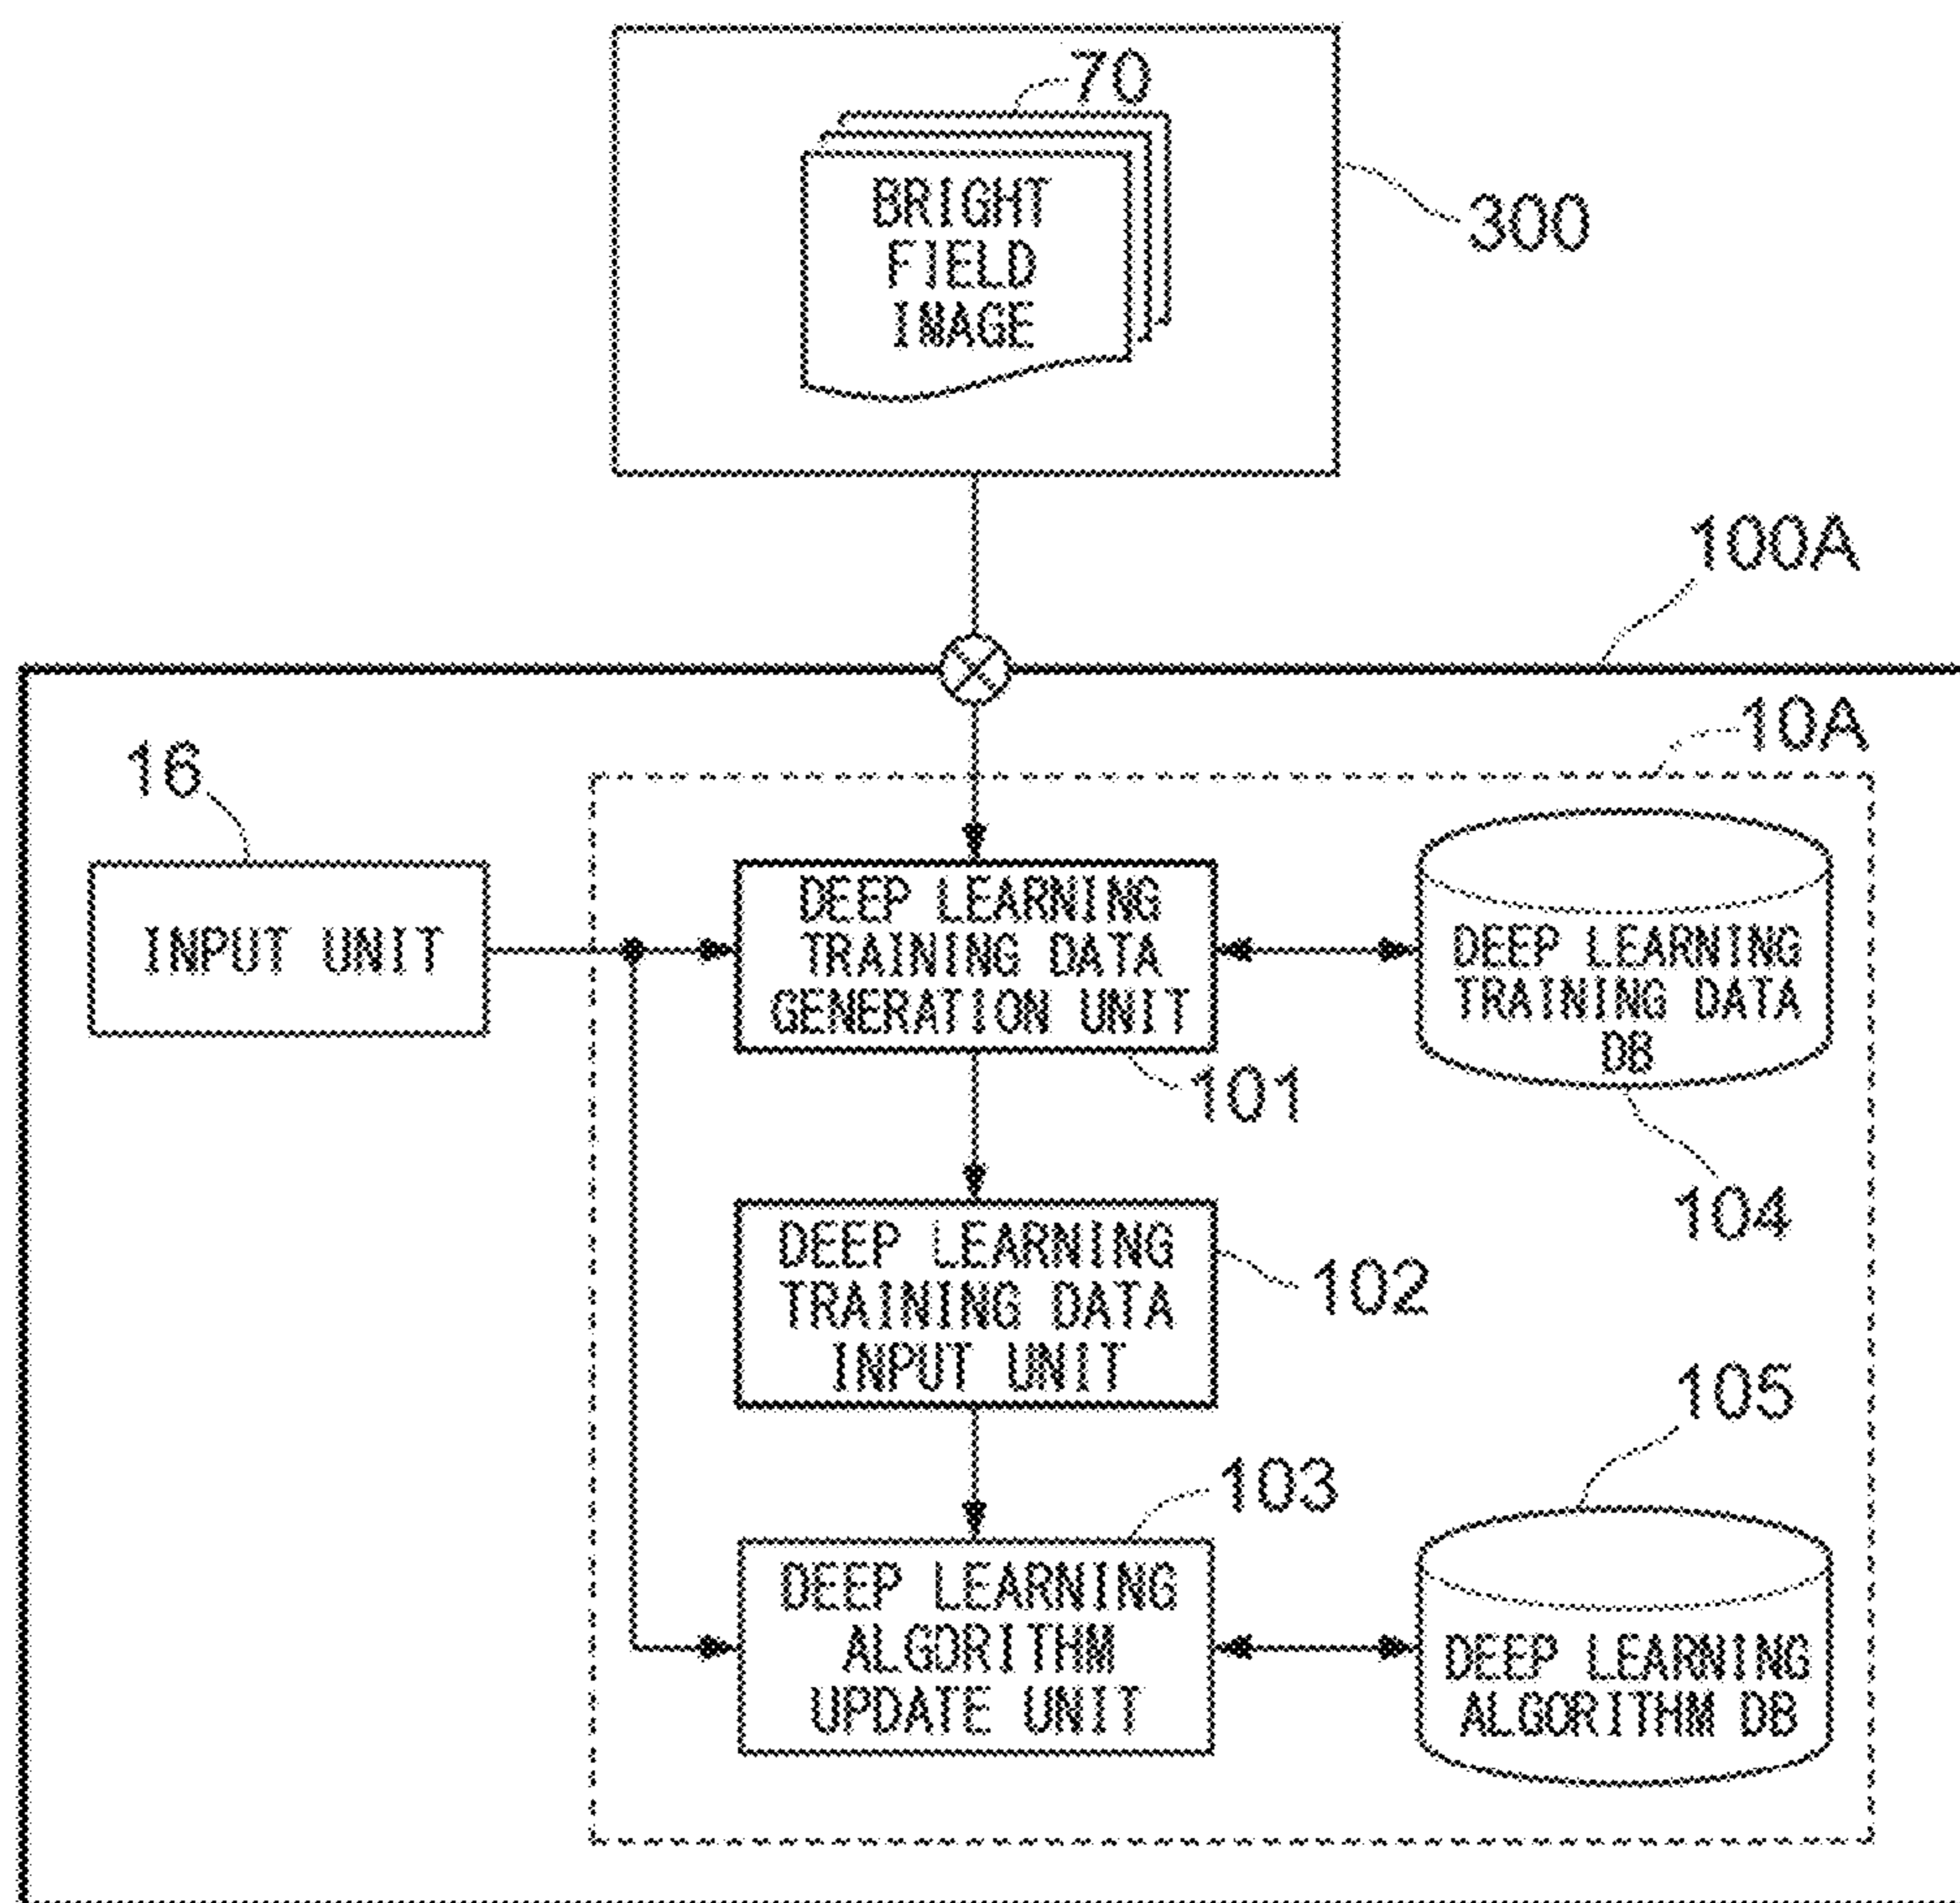 70
BRIGHT
FIELD
IMAGE
300
100A
10A
16
INPUT UNIT
DEEP LEARNING
TRAINING DATA
GENERATION UNIT
101
DEEP LEARNING
TRAINING DATA
DB
104
DEEP LEARNING
TRAINING DATA
INPUT UNIT
102
105
103
DEEP LEARNING
ALGORITHM
UPDATE UNIT
DEEP LEARNING
ALGORITHM DB